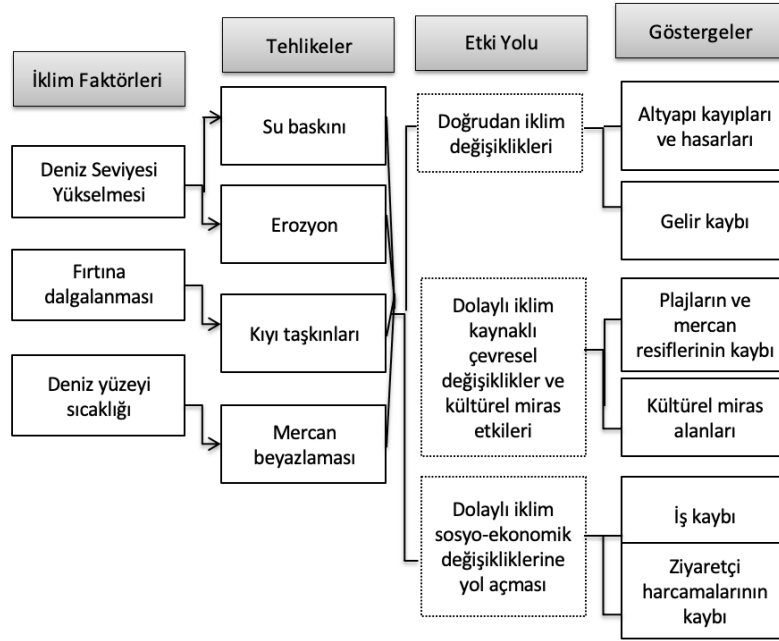 İklim Faktörleri
Deniz Seviyesi
Yükselmesi
Fırtına
dalgalanması
Deniz yüzeyi
sıcaklığı
Tehlikeler
Su baskını
Erozyon
Kıyı taşkınları
Mercan
beyazlaması
Etki Yolu
Doğrudan iklim
değişiklikleri
Dolaylı iklim
kaynaklı
çevresel
değişiklikler ve
kültürel miras
etkileri
Dolaylı iklim
sosyo-ekonomik
değişikliklerine
yol açması
Göstergeler
Altyapı kayıpları
ve hasarları
Gelir kaybı
Plajların ve
mercan
resiflerinin kaybı
Kültürel miras
alanları
İş kaybı
Ziyaretçi
harcamalarının
kaybı